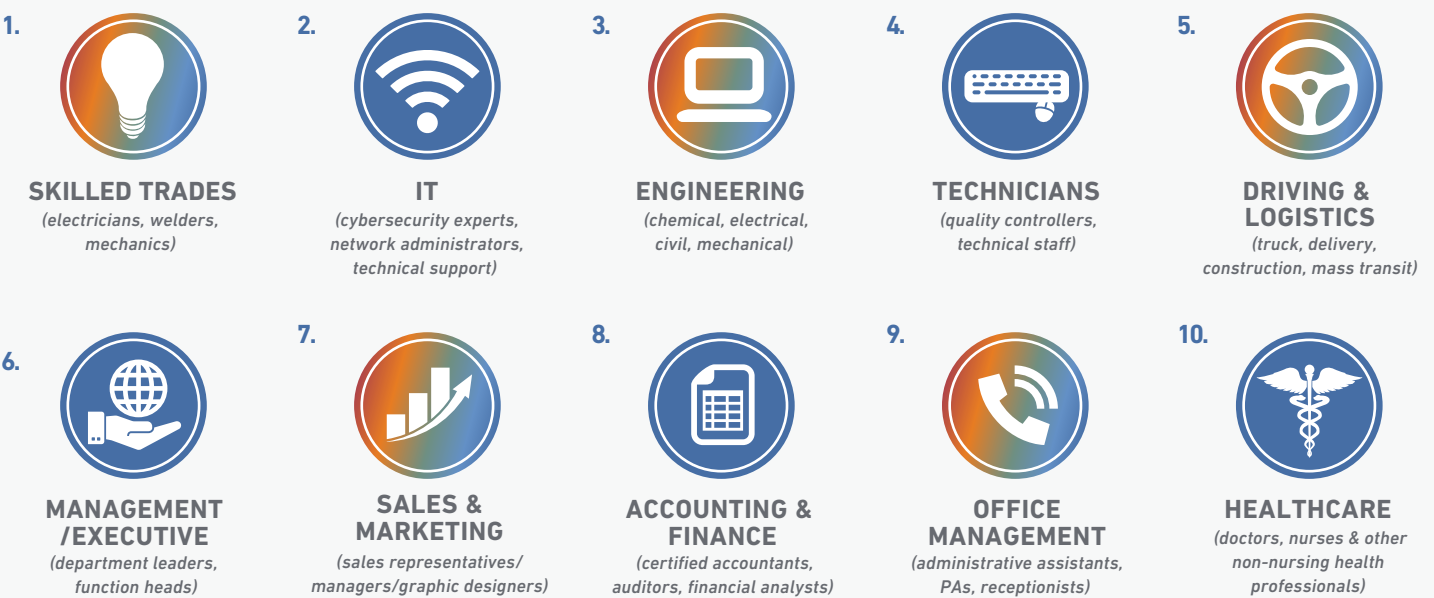 1.
SKILLED TRADES
(electricians, welders,
mechanics)
2.
IT
(cybersecurity experts,
network administrators,
technical support)
3.
ENGINEERING
(chemical, electrical,
civil, mechanical)
4.
TECHNICIANS
(quality controllers,
technical staff)
5.
DRIVING &
LOGISTICS
(truck, delivery,
construction, mass transit)
6.
MANAGEMENT
/EXECUTIVE
(department leaders,
function heads)
7.
SALES &
MARKETING
(sales representatives/
managers/graphic designers)
8.
ACCOUNTING &
FINANCE
(certified accountants,
auditors, financial analysts)
9.
OFFICE
MANAGEMENT
(administrative assistants,
PAs, receptionists)
10.
HEALTHCARE
(doctors, nurses & other
non-nursing health
professionals)